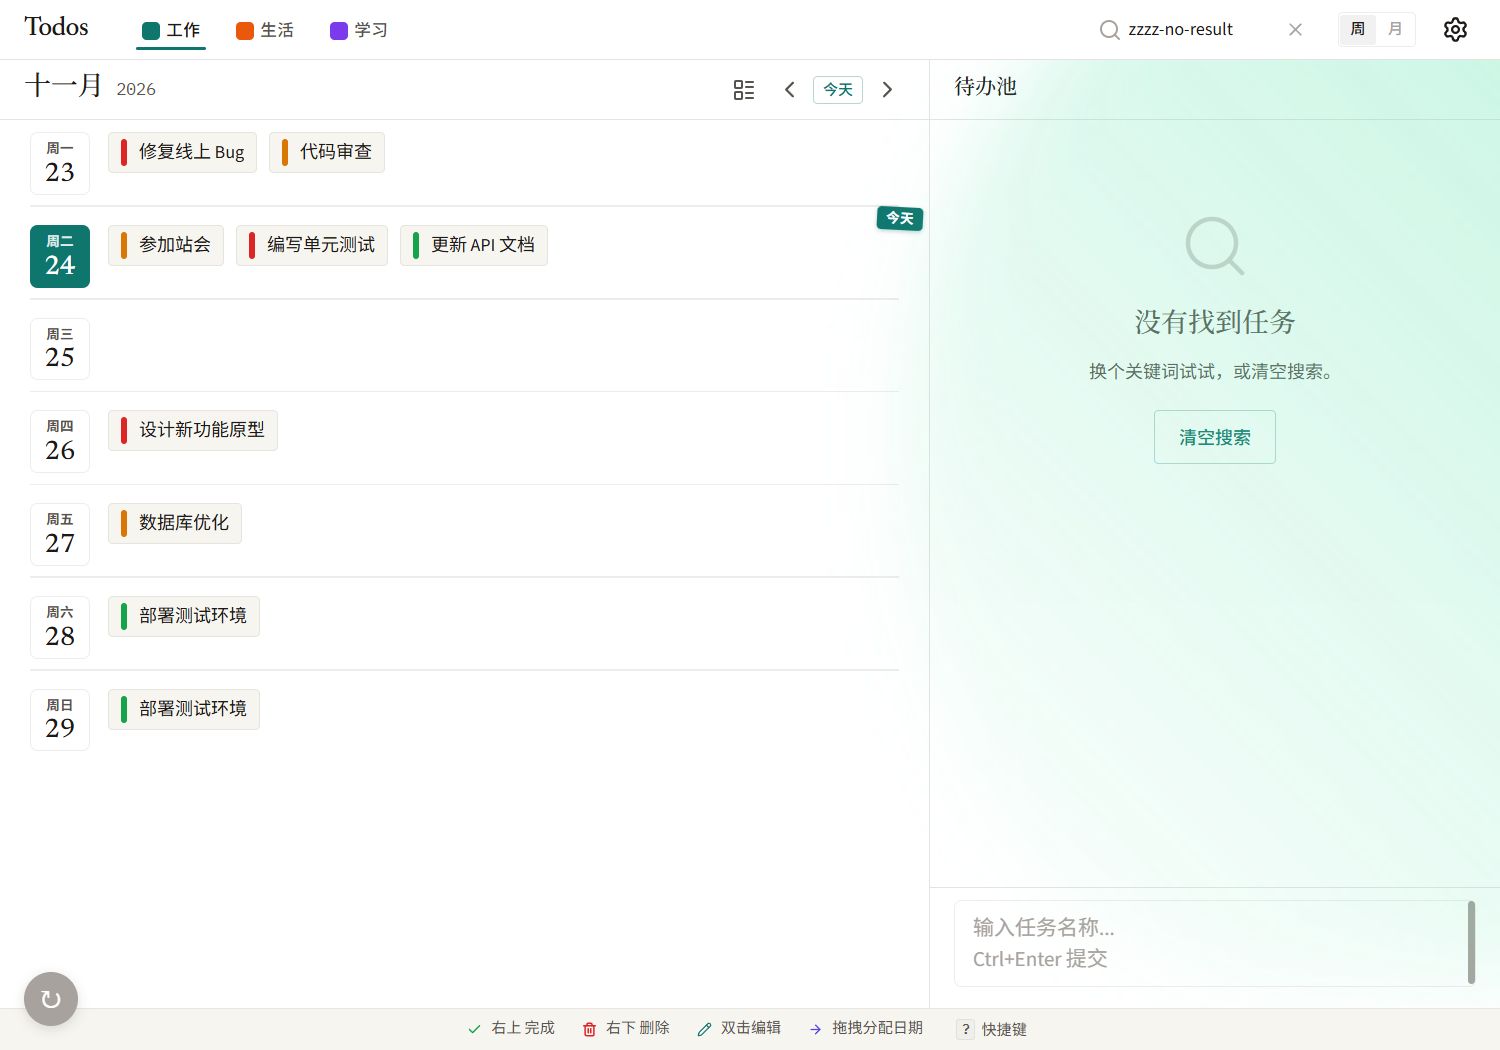 Todos
工作
生活
学习
zzzz-no-result
周
月
十一月 2026
今天
待办池
周一
23
修复线上 Bug
代码审查
今天
周二
24
参加站会
编写单元测试
更新 API 文档
周三
25
周四
26
设计新功能原型
周五
27
数据库优化
周六
28
部署测试环境
周日
29
部署测试环境
没有找到任务
换个关键词试试，或清空搜索。
清空搜索
输入任务名称...
Ctrl+Enter 提交
右上 完成
右下 删除
双击编辑
拖拽分配日期
? 快捷键